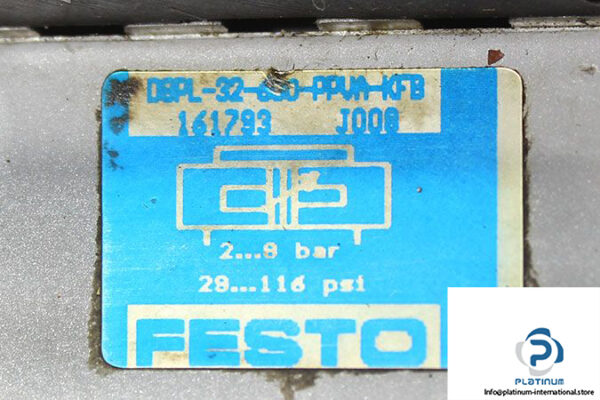 161793 J008
2...8 bar
29...116 psi
FESTO
PLATINUM
Info@platinum-international.store